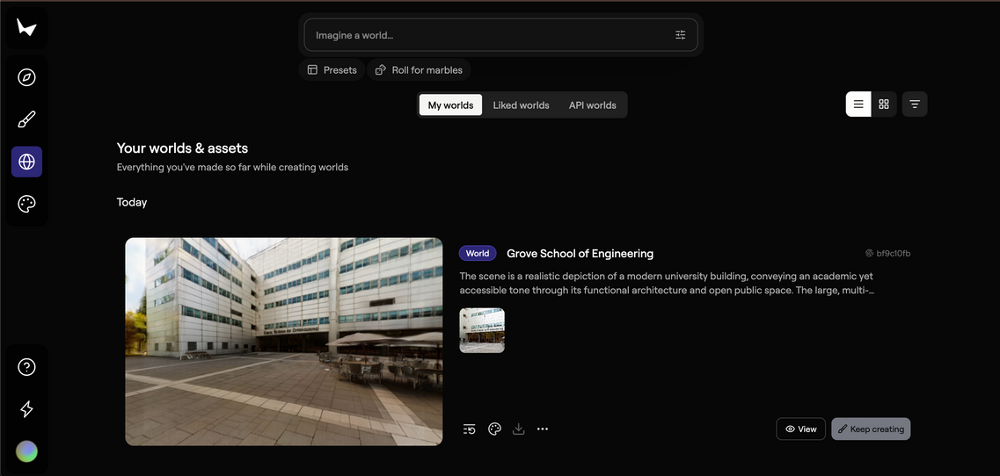 Imagine a world...
Presets
Roll for marbles
My worlds
Liked worlds
API worlds
Your worlds & assets
Everything you've made so far while creating worlds
Today
World
Grove School of Engineering
bf9c10fb
The scene is a realistic depiction of a modern university building, conveying an academic yet
accessible tone through its functional architecture and open public space. The large, multi-...
View
Keep creating